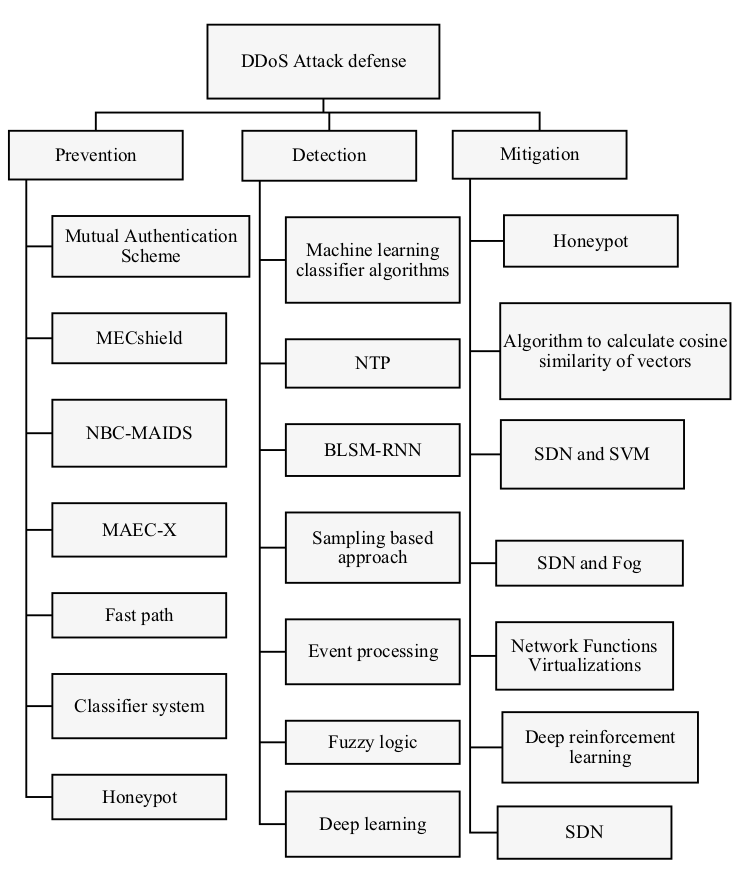 DDoS Attack defense
Prevention
Detection
Mitigation
Mutual Authentication
Scheme
MECshield
NBC-MAIDS
MAEC-X
Fast path
Classifier system
Honeypot
Machine learning
classifier algorithms
NTP
BLSM-RNN
Sampling based
approach
Event processing
Fuzzy logic
Deep learning
Honeypot
Algorithm to calculate cosine
similarity of vectors
SDN and SVM
SDN and Fog
Network Functions
Virtualizations
Deep reinforcement
learning
SDN